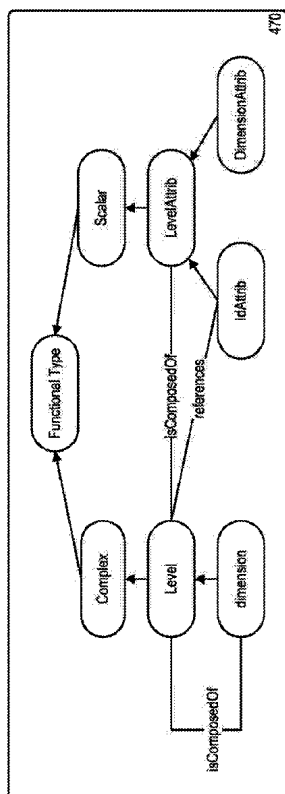 470
Functional Type
Complex
Scalar
Level
isComposedOf
LevelAttrib
references
isComposedOf
dimension
IdAttrib
DimensionAttrib